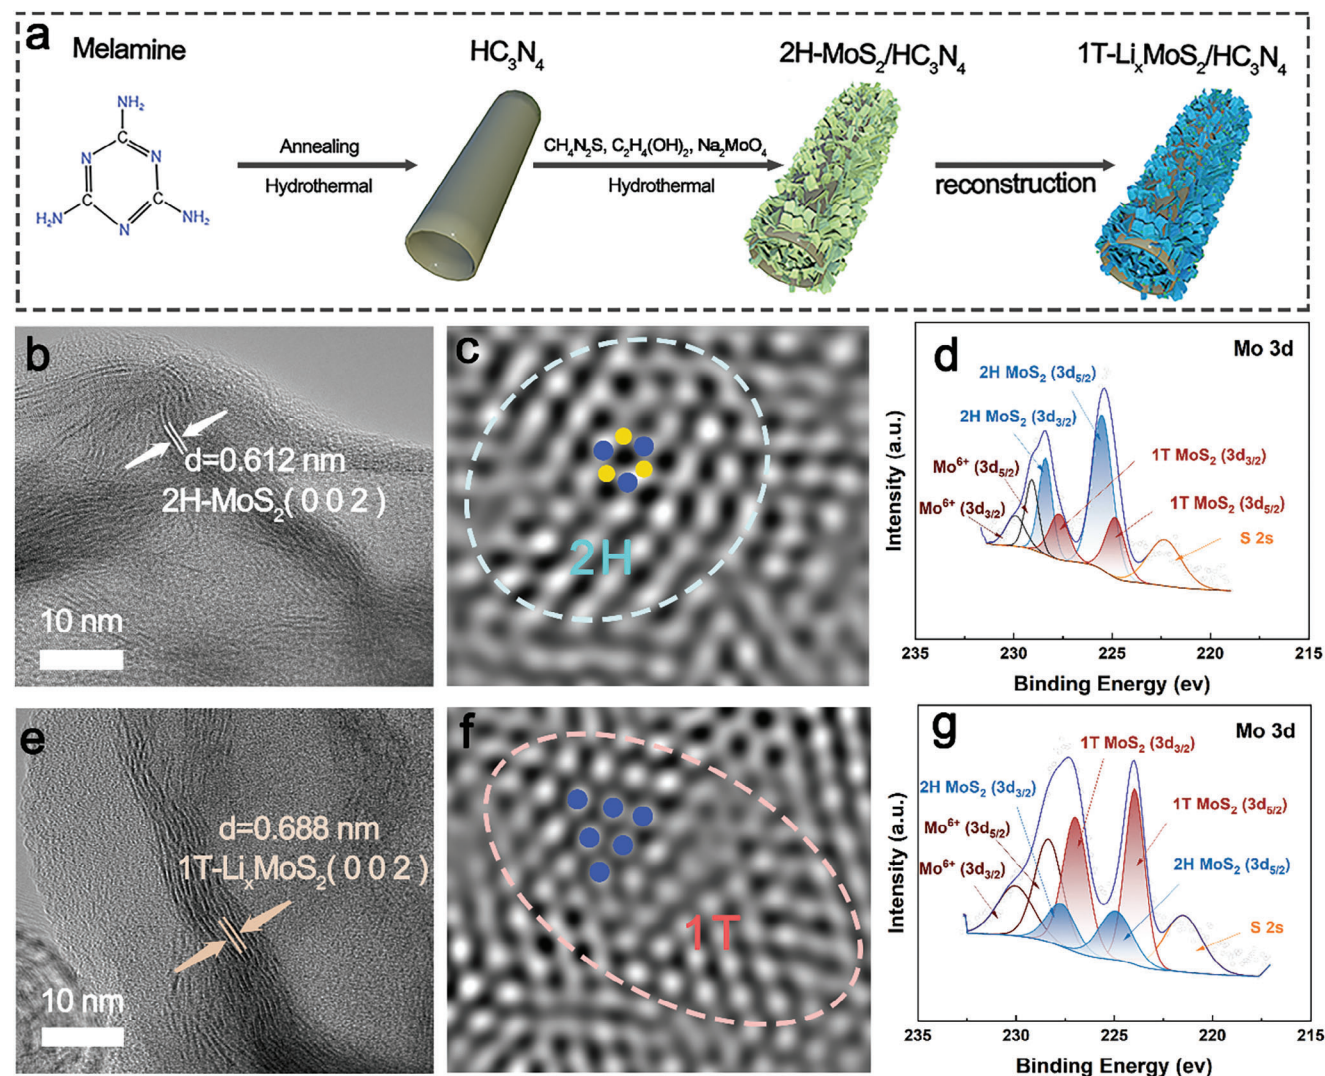 a
Melamine
HC₃N₄
2H-MoS₂/HC₃N₄
1T-LiₓMoS₂/HC₃N₄
NH₂
C
N
N
C
C
H₂N
N
NH₂
Annealing
Hydrothermal
CH₄N₂S, C₂H₄(OH)₂, Na₂MoO₄
Hydrothermal
reconstruction
b
d=0.612 nm
2H-MoS₂(0 0 2)
10 nm
c
2H
d
Mo 3d
2H MoS₂ (3d₅/₂)
2H MoS₂ (3d₃/₂)
Mo⁶⁺ (3d₅/₂)
Mo⁶⁺ (3d₃/₂)
1T MoS₂ (3d₃/₂)
1T MoS₂ (3d₅/₂)
S 2s
Intensity (a.u.)
235 230 225 220 215
Binding Energy (ev)
e
d=0.688 nm
1T-LiₓMoS₂(0 0 2)
10 nm
f
1T
g
Mo 3d
1T MoS₂ (3d₃/₂)
2H MoS₂ (3d₃/₂)
1T MoS₂ (3d₅/₂)
Mo⁶⁺ (3d₅/₂)
Mo⁶⁺ (3d₃/₂)
2H MoS₂ (3d₅/₂)
S 2s
Intensity (a.u.)
235 230 225 220
Binding Energy (ev)